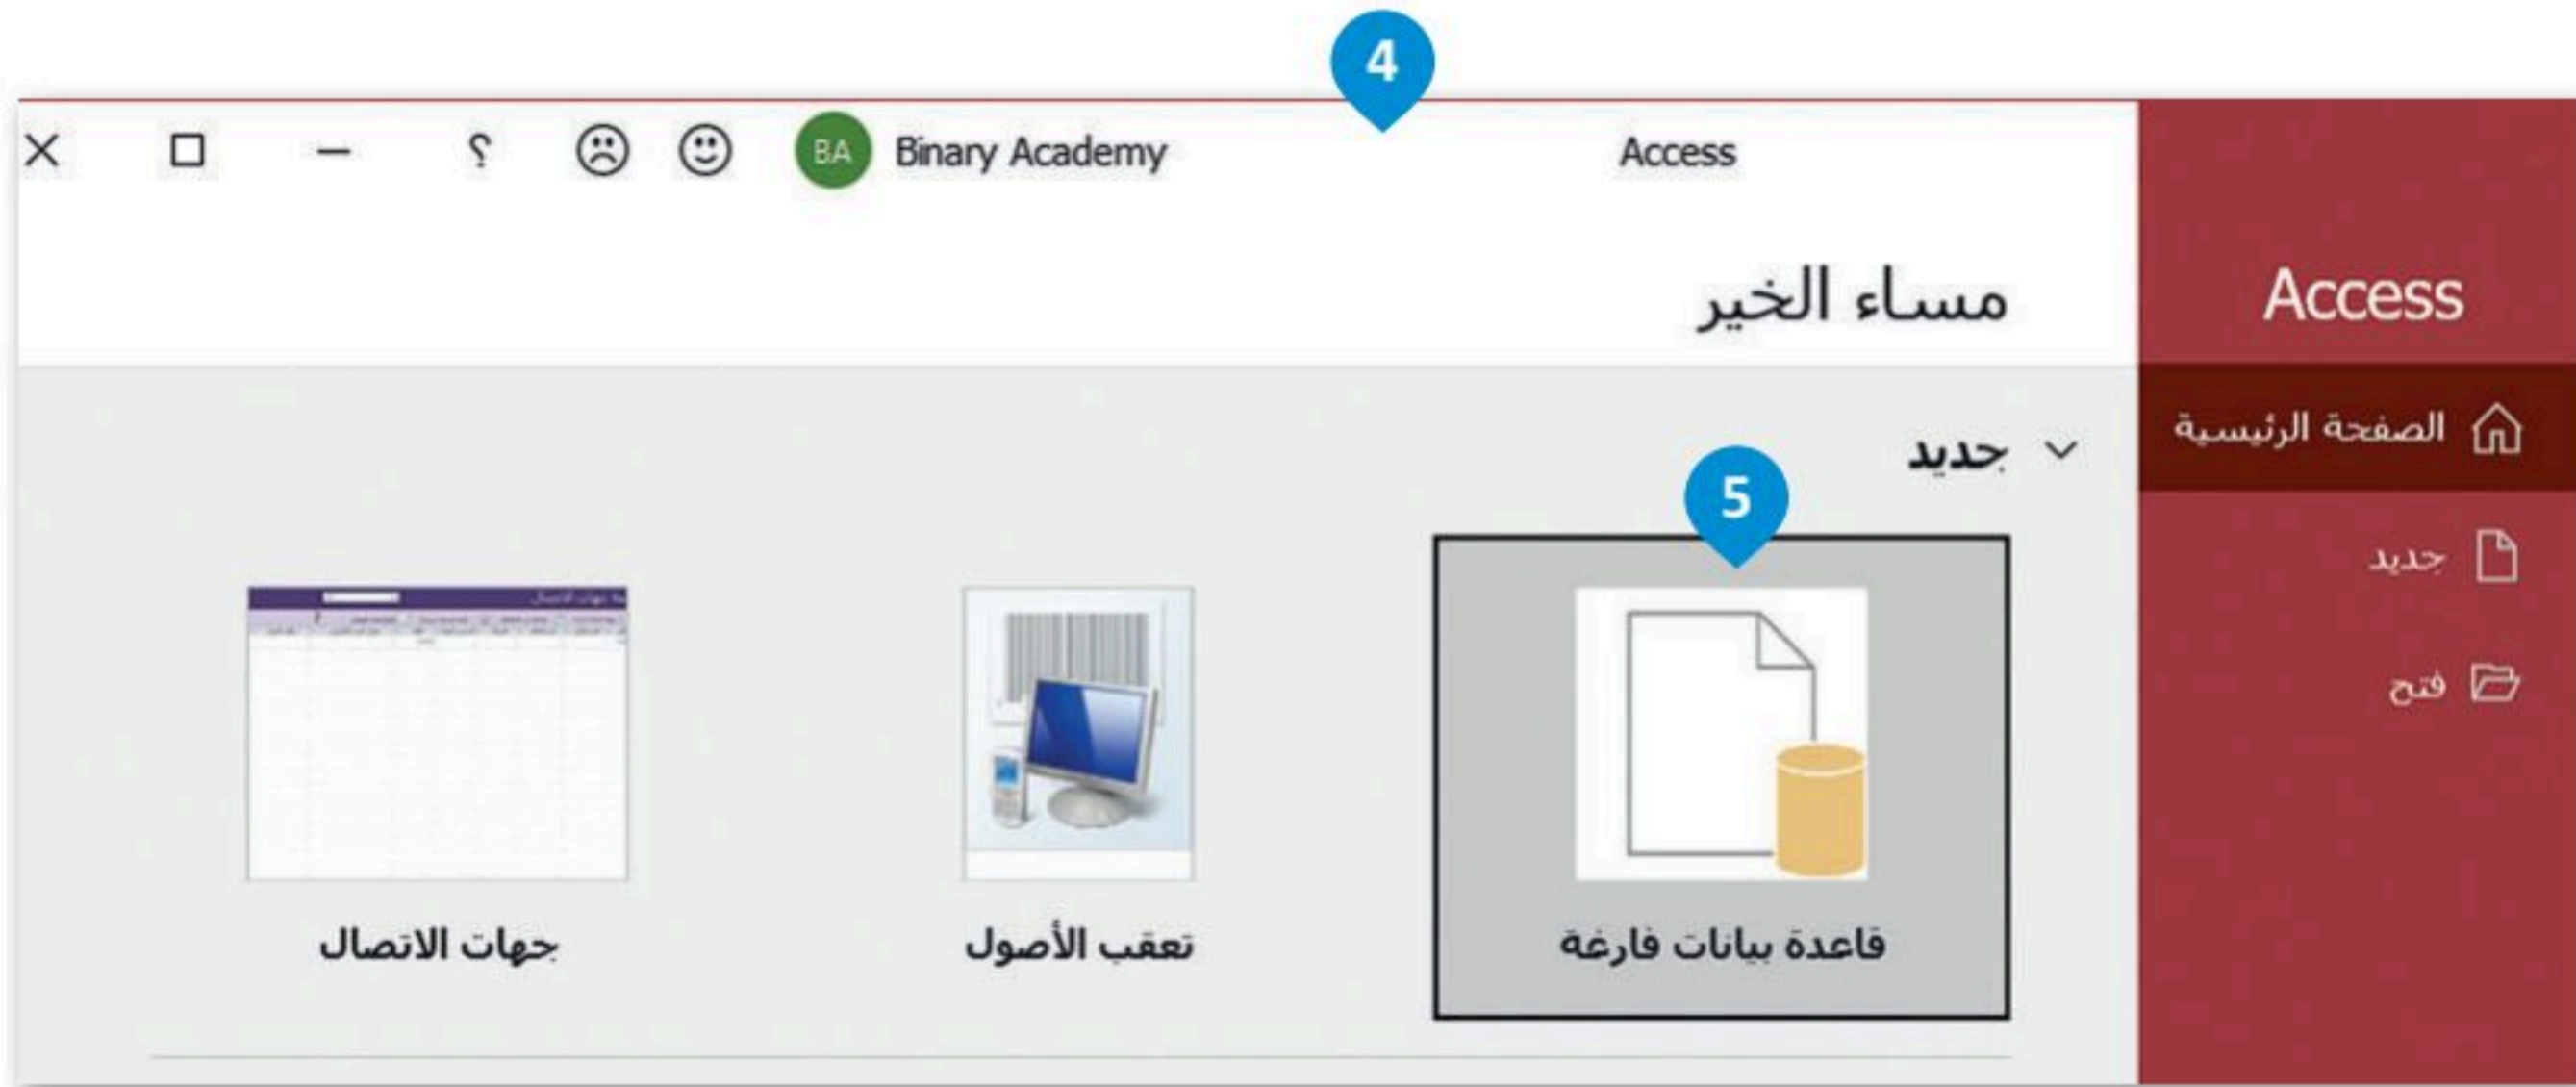 4
Access
Binary Academy
BA
؟
Access
مساء الخير
الصفحة الرئيسية
جديد
فتح
جديد
5
قاعدة بيانات فارغة
تعقب الأصول
جهات الاتصال